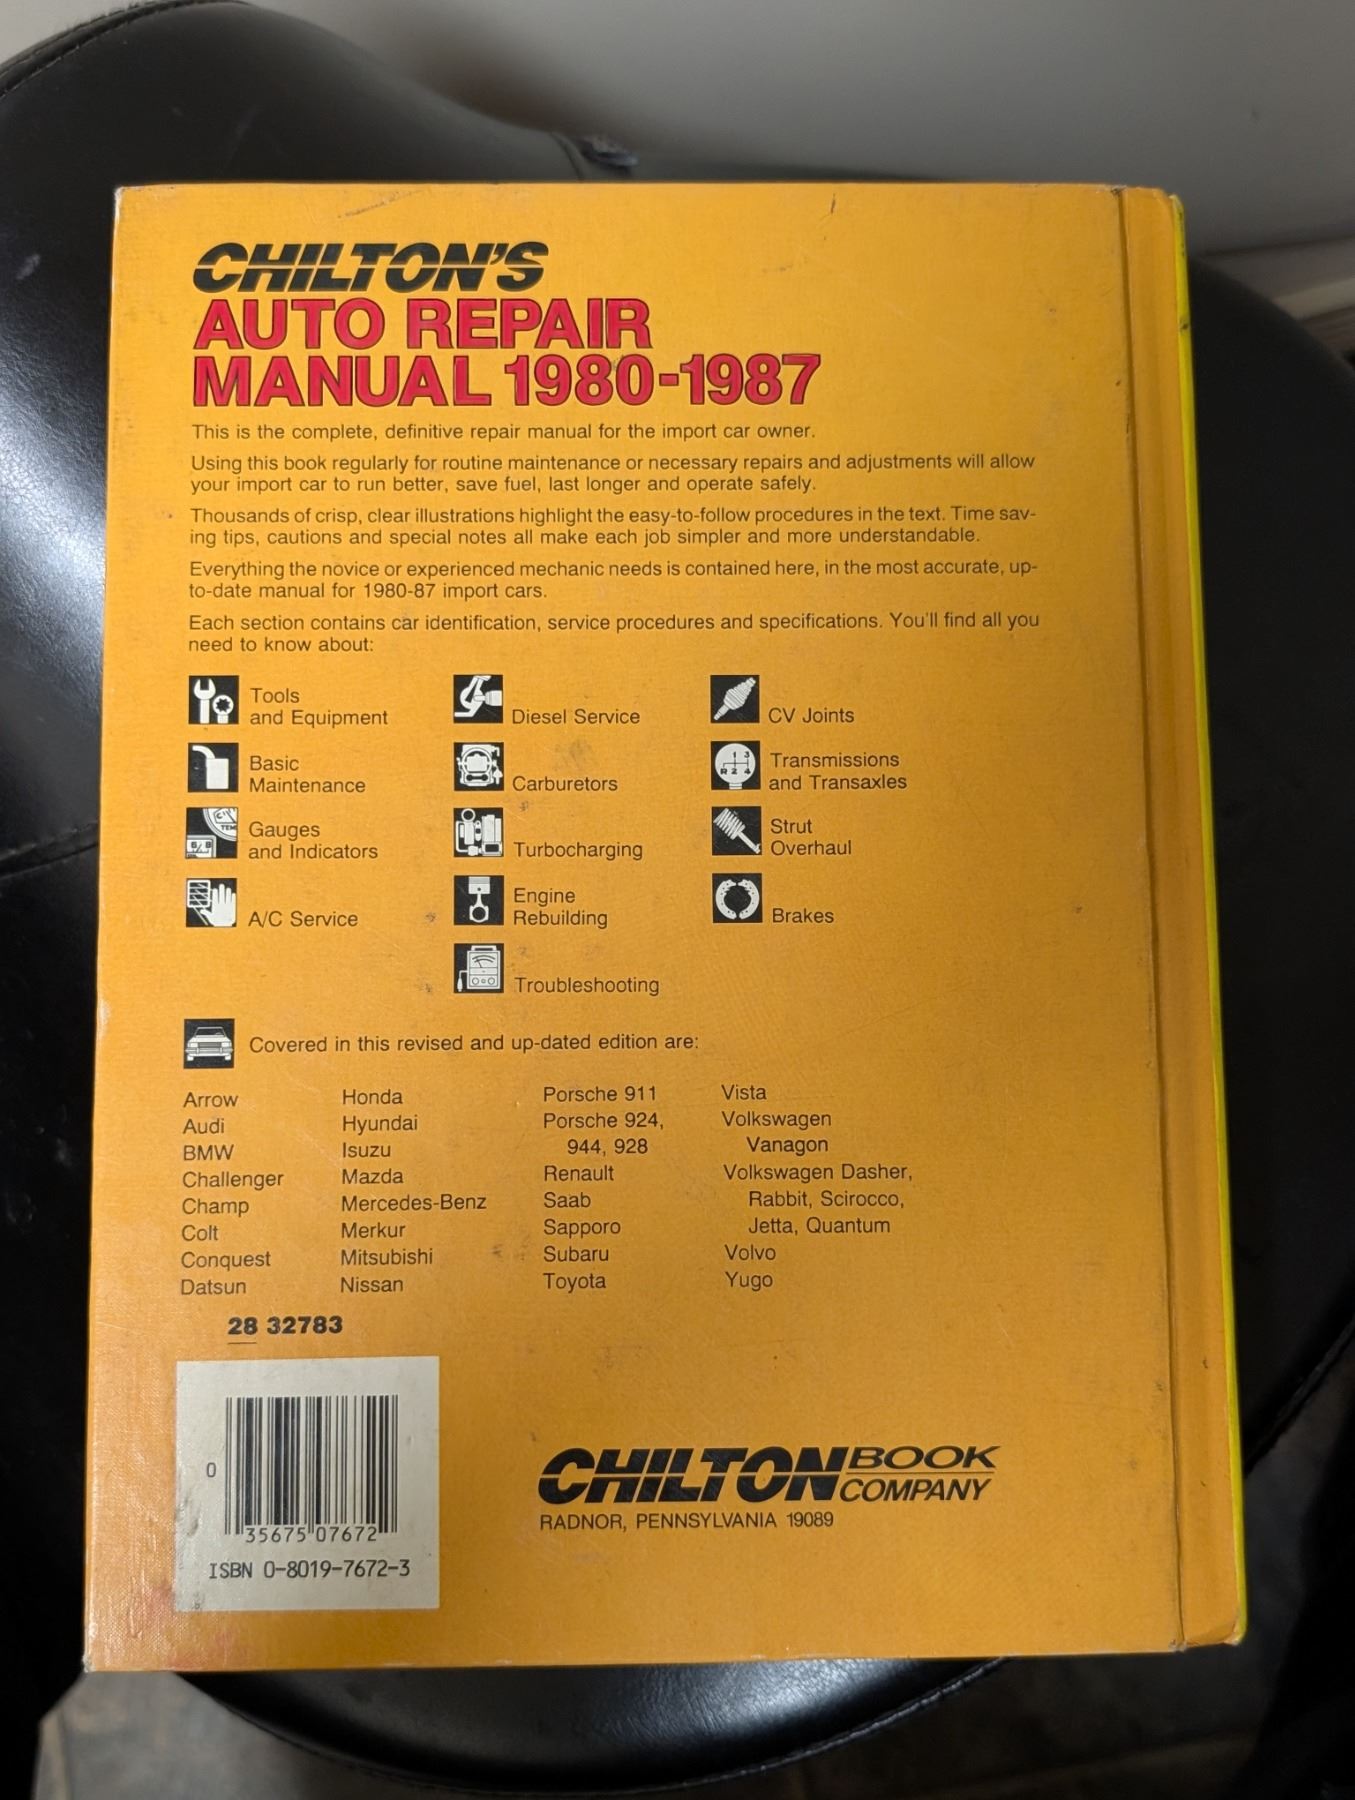 CHILTON'S
AUTO REPAIR
MANUAL 1980-1987
This is the complete, definitive repair manual for the import car owner.
Using this book regularly for routine maintenance or necessary repairs and adjustments will allow
your import car to run better, save fuel, last longer and operate safely.
Thousands of crisp, clear illustrations highlight the easy-to-follow procedures in the text. Time sav-
ing tips, cautions and special notes all make each job simpler and more understandable.
Everything the novice or experienced mechanic needs is contained here, in the most accurate, up-
to-date manual for 1980-87 import cars.
Each section contains car identification, service procedures and specifications. You'll find all you
need to know about:
Tools
and Equipment
Basic
Maintenance
TEM
Gauges
and Indicators
A/C Service
Diesel Service
Carburetors
Turbocharging
Engine
Rebuilding
Troubleshooting
CV Joints
1 3
R 2 4
Transmissions
and Transaxles
Strut
Overhaul
Brakes
Covered in this revised and up-dated edition are:
Arrow
Audi
BMW
Challenger
Champ
Colt
Conquest
Datsun
Honda
Hyundai
Isuzu
Mazda
Mercedes-Benz
Merkur
Mitsubishi
Nissan
Porsche 911
Porsche 924,
944, 928
Renault
Saab
Sapporo
Subaru
Toyota
Vista
Volkswagen
Vanagon
Volkswagen Dasher,
Rabbit, Scirocco,
Jetta, Quantum
Volvo
Yugo
28 32783
0
35675 07672
ISBN 0-8019-7672-3
CHILTON BOOK
COMPANY
RADNOR, PENNSYLVANIA 19089